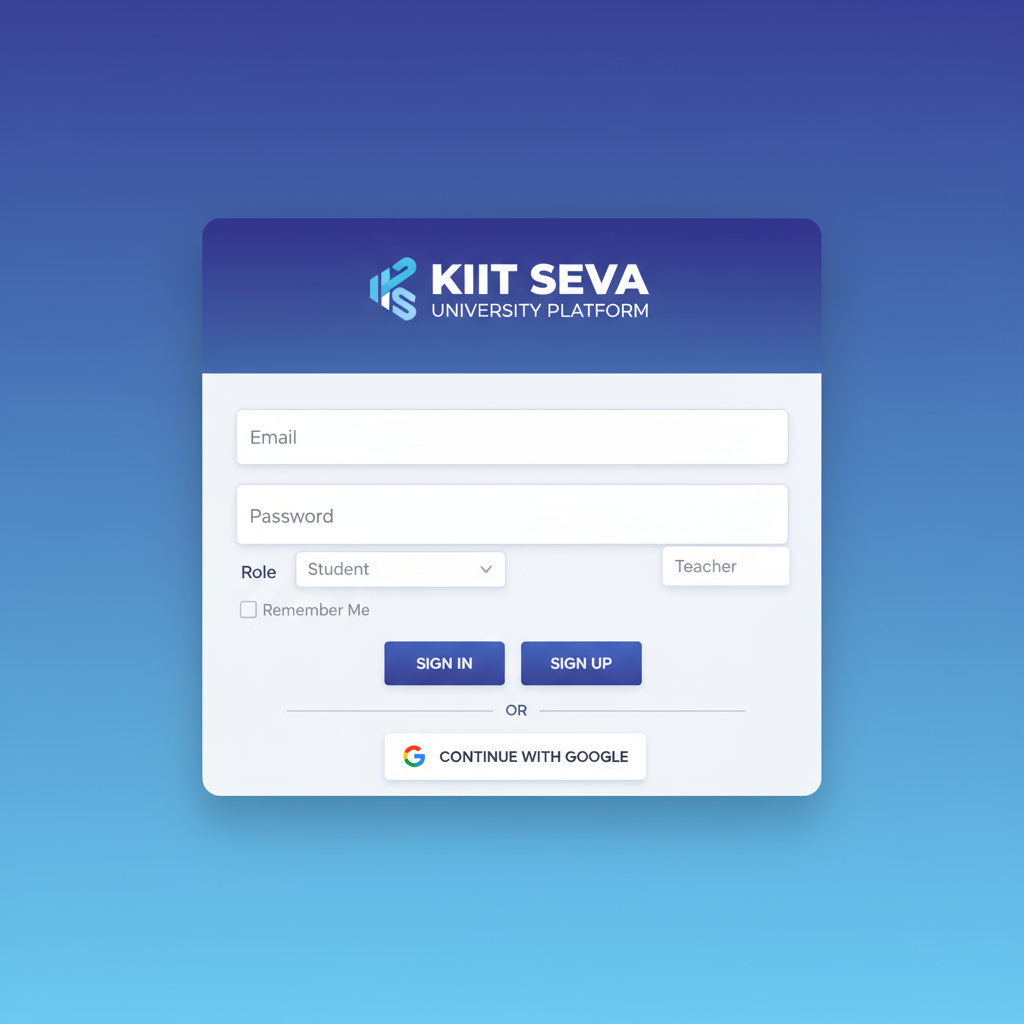 KIIT SEVA
UNIVERSITY PLATFORM
Email
Password
Role Student Teacher
Remember Me
SIGN IN SIGN UP
OR
CONTINUE WITH GOOGLE